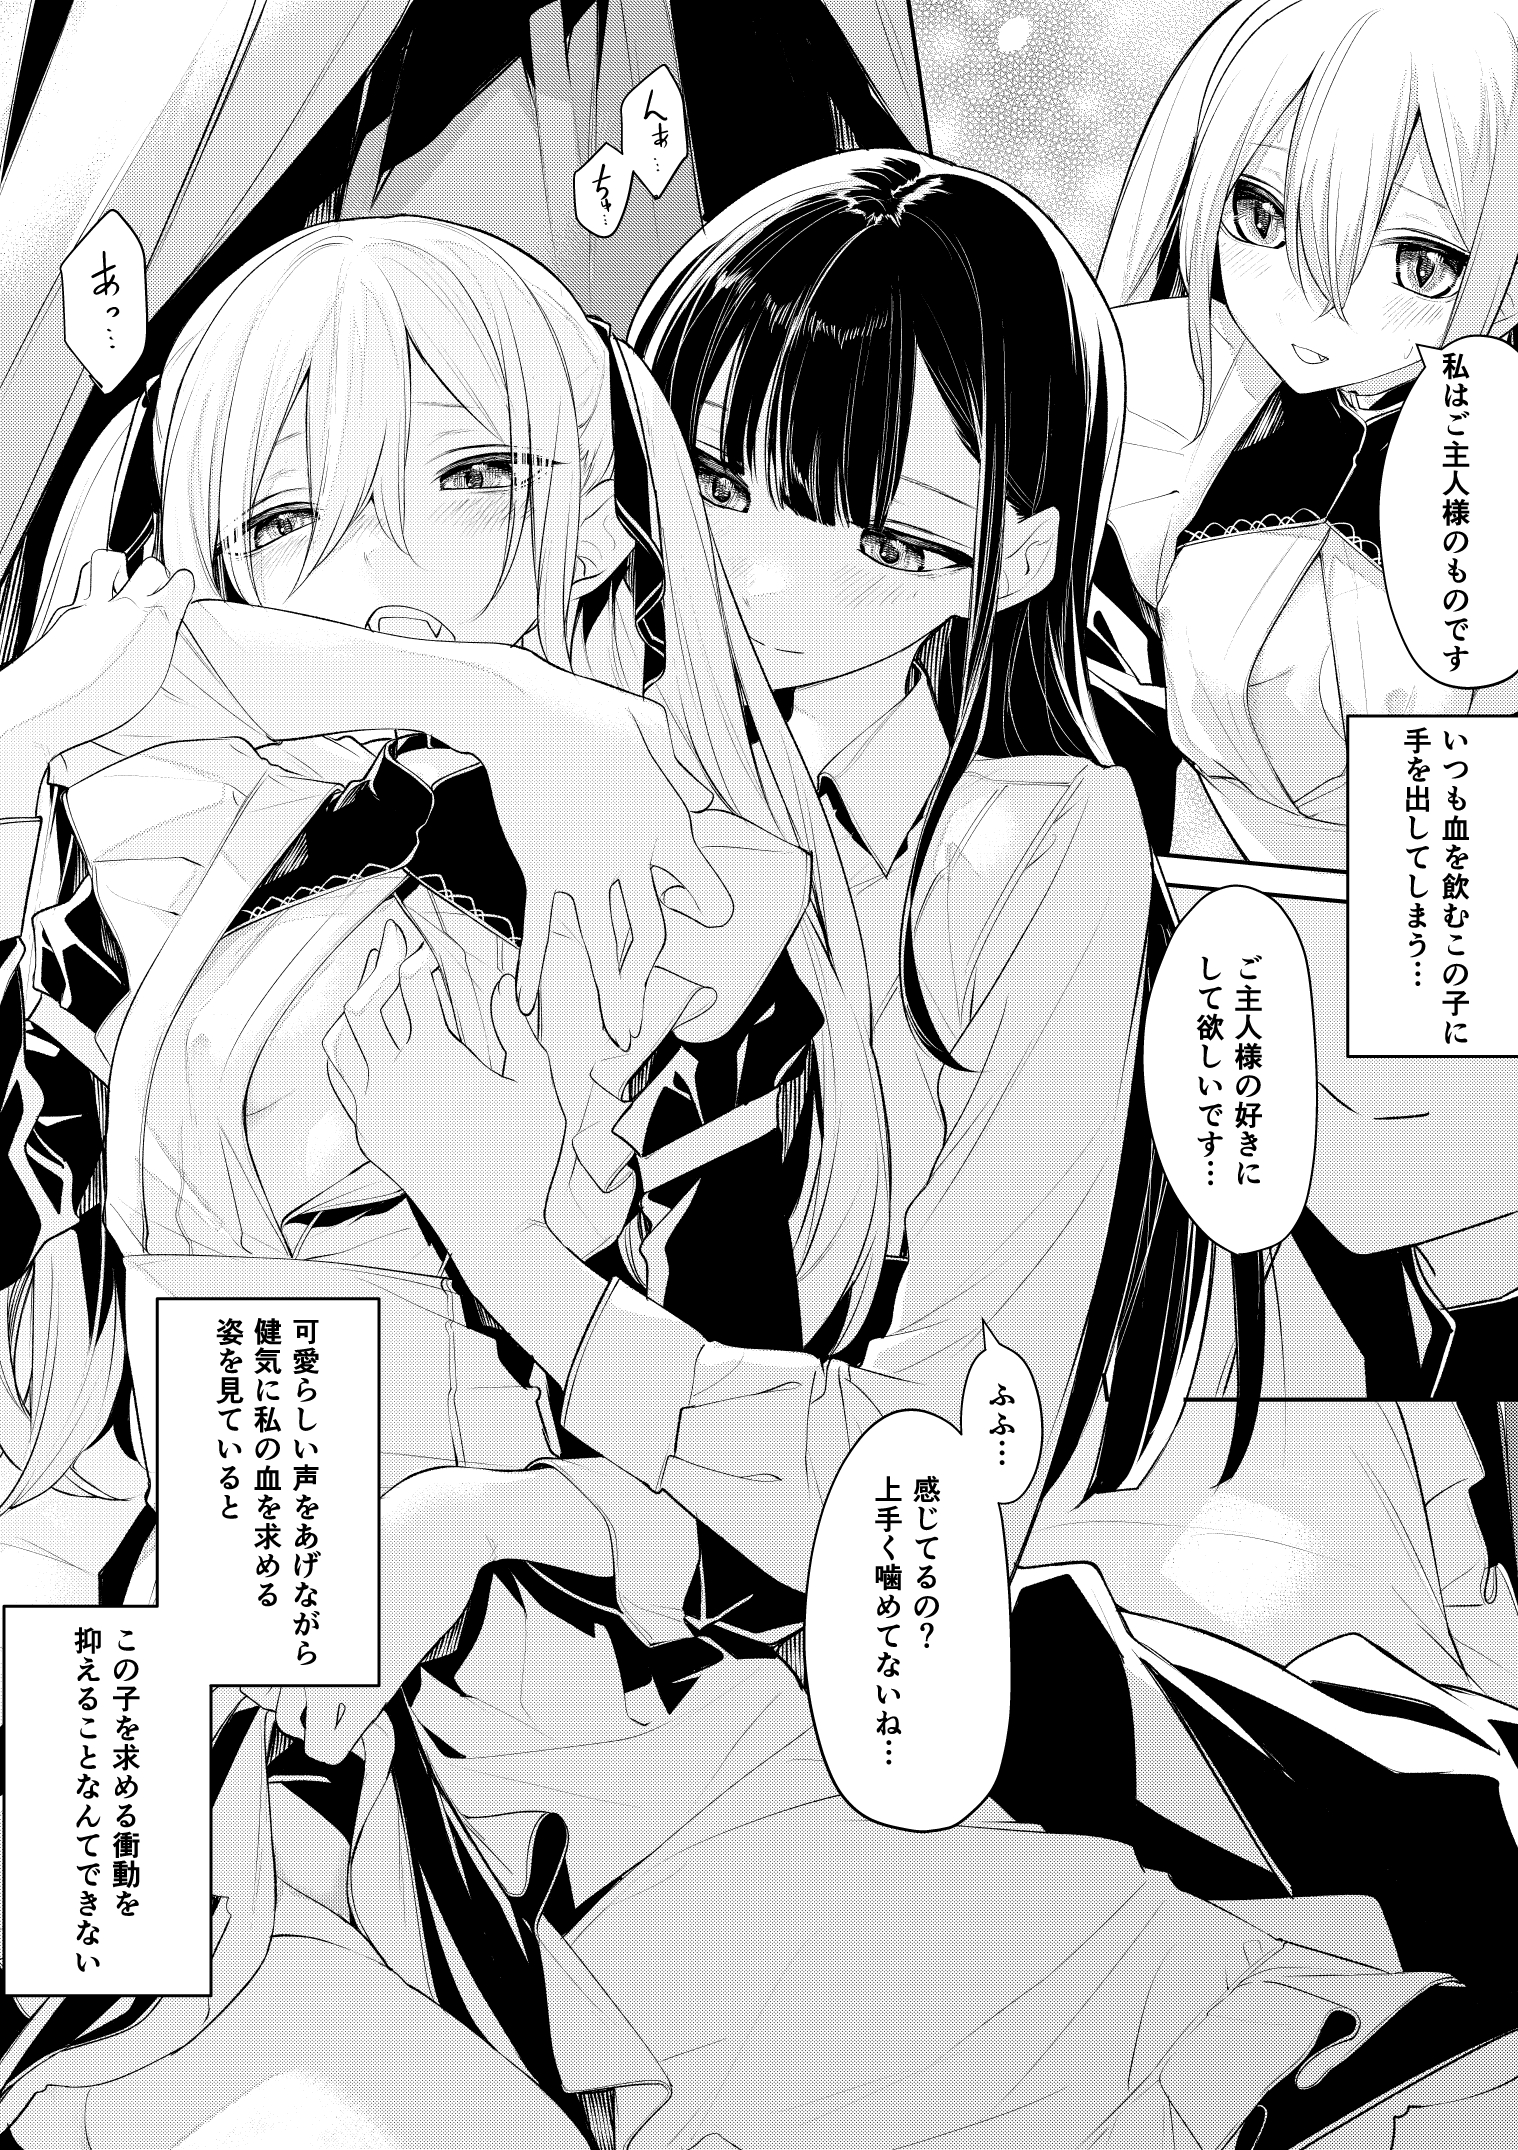 私はご主人様のものです
いつも血を飲むこの子に
手を出してしまう…
ご主人様の好きに
して欲しいです…
んぁ…
ちゅ…
あっ…
ふふ…
感じてるの？
上手く噛めてないね…
可愛らしい声をあげながら
健気に私の血を求める
姿を見ていると
この子を求める衝動を
抑えることなんてできない